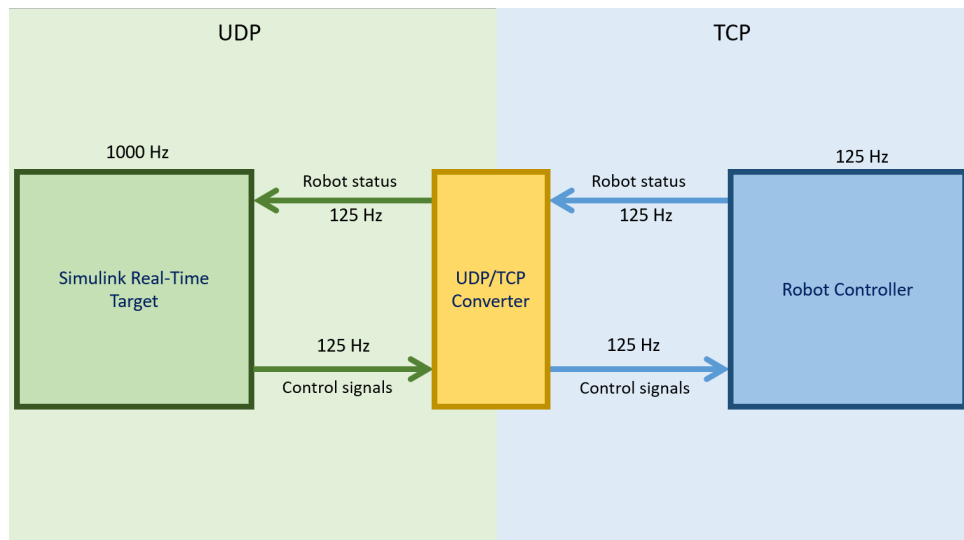 UDP
TCP
1000 Hz
125 Hz
Robot status
125 Hz
Robot status
125 Hz
Simulink Real-Time
Target
UDP/TCP
Converter
Robot Controller
125 Hz
Control signals
125 Hz
Control signals